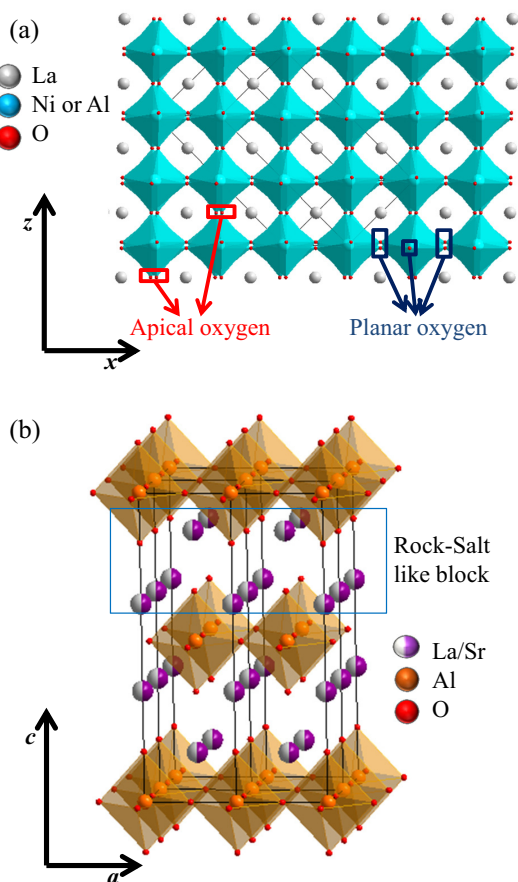 (a)
La
Ni or Al
O
z
x
Apical oxygen
Planar oxygen
(b)
Rock-Salt
like block
La/Sr
Al
O
c
a